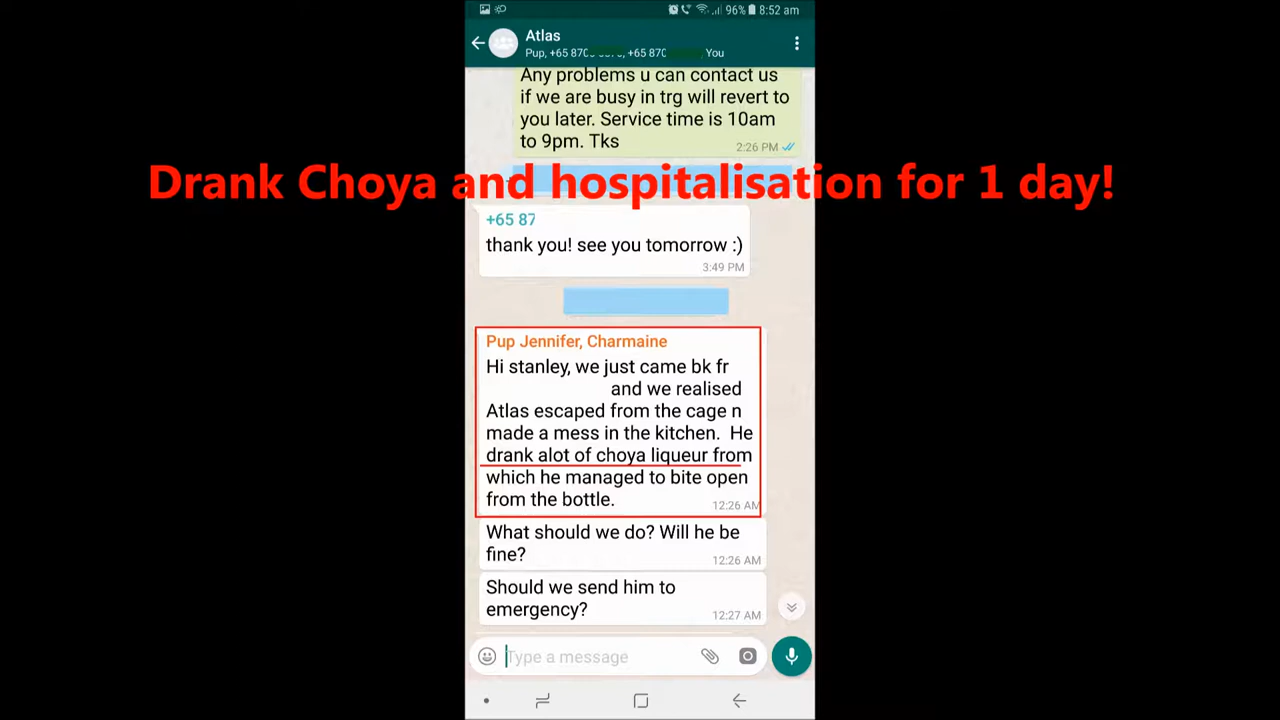 96% 8:52 am
Atlas
Pup, +65 870 +65 870 You
Any problems u can contact us
if we are busy in trg will revert to
you later. Service time is 10am
to 9pm. Tks
2:26 PM
Drank Choya and hospitalisation for 1 day!
+65 87
thank you! see you tomorrow :)
3:49 PM
Pup Jennifer, Charmaine
Hi stanley, we just came bk fr
and we realised
Atlas escaped from the cage n
made a mess in the kitchen. He
drank alot of choya liqueur from
which he managed to bite open
from the bottle.
12:26 AM
What should we do? Will he be
fine?
12:26 AM
Should we send him to
emergency?
12:27 AM
Type a message